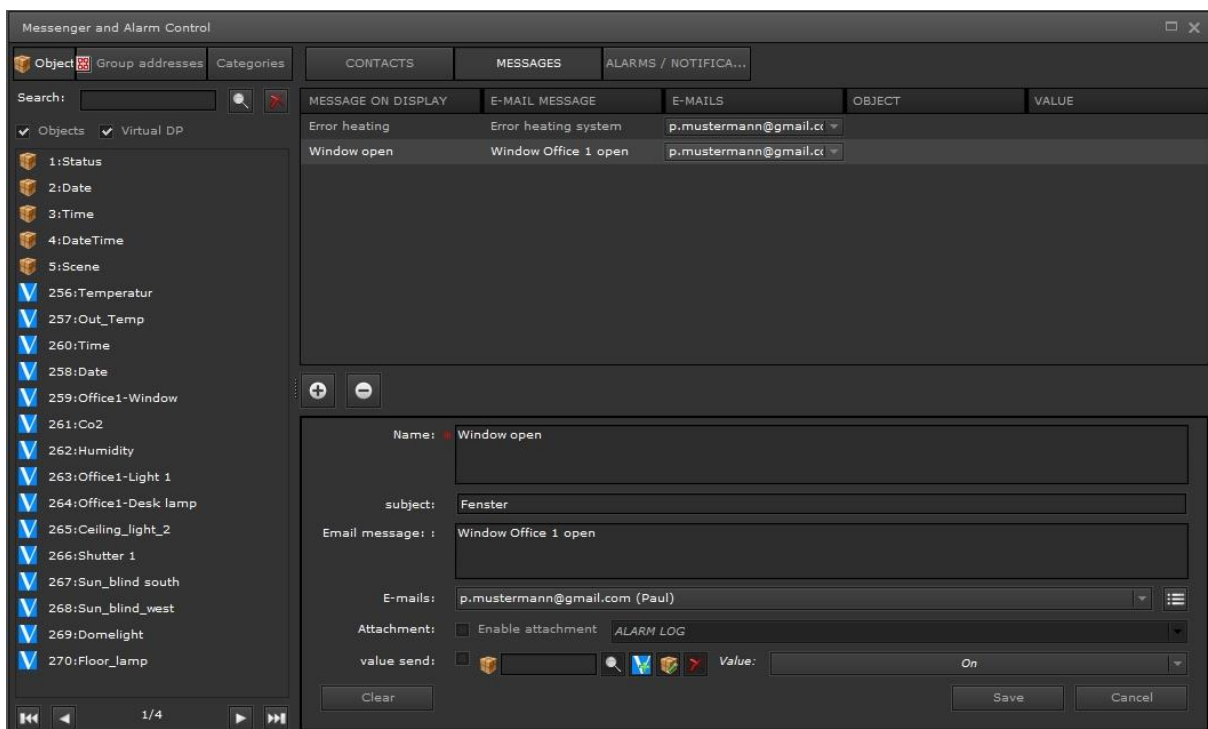 Messenger and Alarm Control
Object Group addresses Categories
CONTACTS MESSAGES ALARMS / NOTIFICA...
Search:
Objects Virtual DP
1:Status
2:Date
3:Time
4:DateTime
5:Scene
256:Temperatur
257:Out_Temp
260:Time
258:Date
259:Office1-Window
261:Co2
262:Humidity
263:Office1-Light 1
264:Office1-Desk lamp
265:Ceiling_light_2
266:Shutter 1
267:Sun_blind south
268:Sun_blind_west
269:Domelight
270:Floor_lamp
1/4
MESSAGE ON DISPLAY E-MAIL MESSAGE E-MAILS OBJECT VALUE
Error heating Error heating system p.mustermann@gmail.cc
Window open Window Office 1 open p.mustermann@gmail.cc
Name: * Window open
subject: Fenster
Email message: : Window Office 1 open
E-mails: p.mustermann@gmail.com (Paul)
Attachment: Enable attachment ALARM LOG
value send: Value: On
Clear Save Cancel